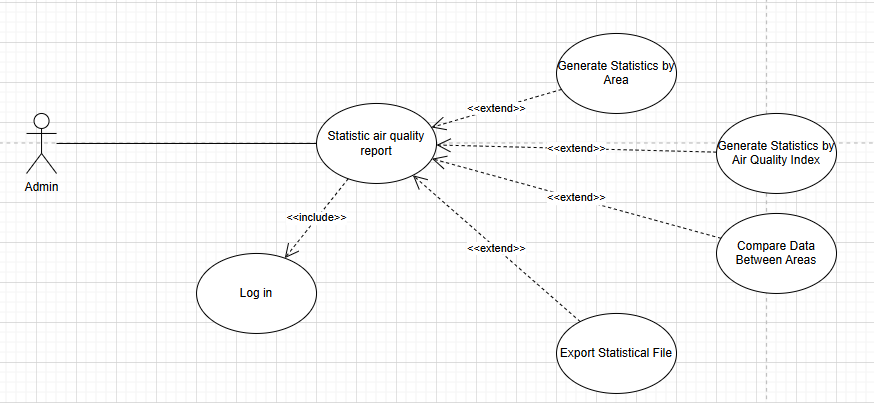 Generate Statistics by
Area
<<extend>>
Statistic air quality
report
Generate Statistics by
Air Quality Index
<<extend>>
Admin
<<extend>>
<<include>>
Compare Data
Between Areas
<<extend>>
Log in
Export Statistical File